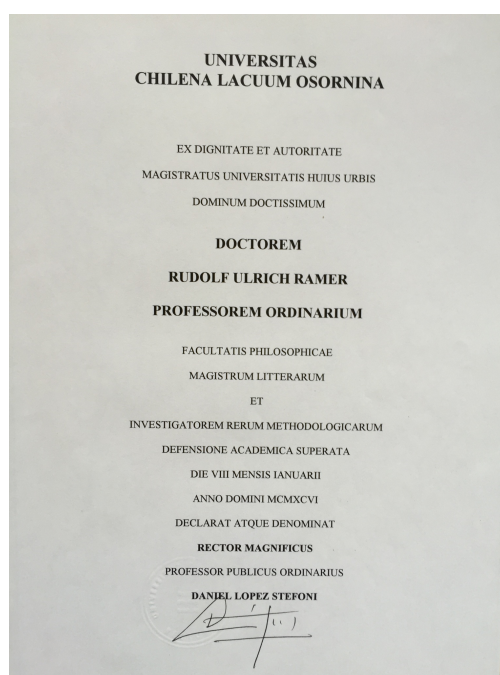 UNIVERSITAS
CHILENA LACUUM OSORNINA
EX DIGNITATE ET AUTORITATE
MAGISTRATUS UNIVERSITATIS HUIUS URBIS
DOMINUM DOCTISSIMUM
DOCTOREM
RUDOLF ULRICH RAMER
PROFESSOREM ORDINARIUM
FACULTATIS PHILOSOPHICAE
MAGISTRUM LITTERARUM
ET
INVESTIGATOREM RERUM METHODOLOGICARUM
DEFENSIONE ACADEMICA SUPERATA
DIE VIII MENSIS IANUARII
ANNO DOMINI MCMXCVI
DECLARAT ATQUE DENOMINAT
RECTOR MAGNIFICUS
PROFESSOR PUBLICUS ORDINARIUS
DANIEL LOPEZ STEFONI